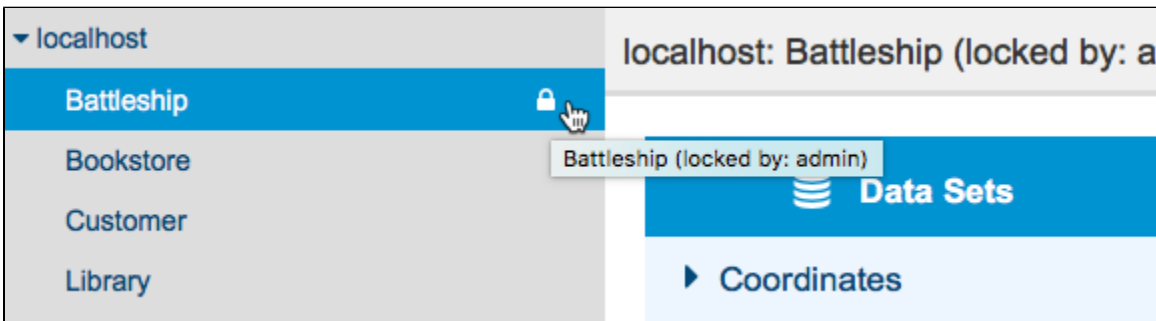 localhost
Battleship
Bookstore
Customer
Library
localhost: Battleship (locked by: a
Battleship (locked by: admin)
Data Sets
Coordinates